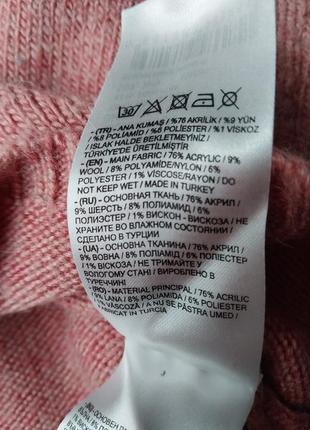 30
-(TR)- ANA KUMAŞ / %76 AKRİLİK / %9 YÜN
/ %8 POLİAMİD / %6 POLİESTER / %1 VİSKOZ
/ ISLAK HALDE BEKLETMEYİNİZ
TÜRKİYE'DE ÜRETİLMİŞTİR
-(EN)- MAIN FABRIC / 76% ACRYLIC / 9%
WOOL / 8% POLYAMIDE/NYLON / 6%
POLYESTER / 1% VISCOSE/RAYON / DO
NOT KEEP WET / MADE IN TURKEY
-(RU)- ОСНОВНАЯ ТКАНЬ / 76% АКРИЛ /
9% ШЕРСТЬ / 8% ПОЛИАМИД / 6%
ПОЛИЭСТЕР / 1% ВИСКОН - ВИСКОЗА / НЕ
ХРАНИТЕ ВО ВЛАЖНОМ СОСТОЯНИИ /
СДЕЛАНО В ТУРЦИИ
-(UA)- ОСНОВНА ТКАНИНА / 76% АКРИЛ /
9% ВОВНА / 8% ПОЛІАМІД / 6% ПОЛІЕСТЕР
/ 1% ВІСКОЗА / НЕ ТРИМАЙТЕ У
ВОЛОГОМУ СТАНІ / ВИГОТОВЛЕНО В
ТУРЕЧЧИНІ
-(RO)- MATERIAL PRINCIPAL / 76% ACRILIC
/ 9% LANA / 8% POLIAMIDA / 6% POLIESTER
/ 1% VÂSCOZĂ / A NU SE PĂSTRA UMED /
FABRICAT IN TURCIA